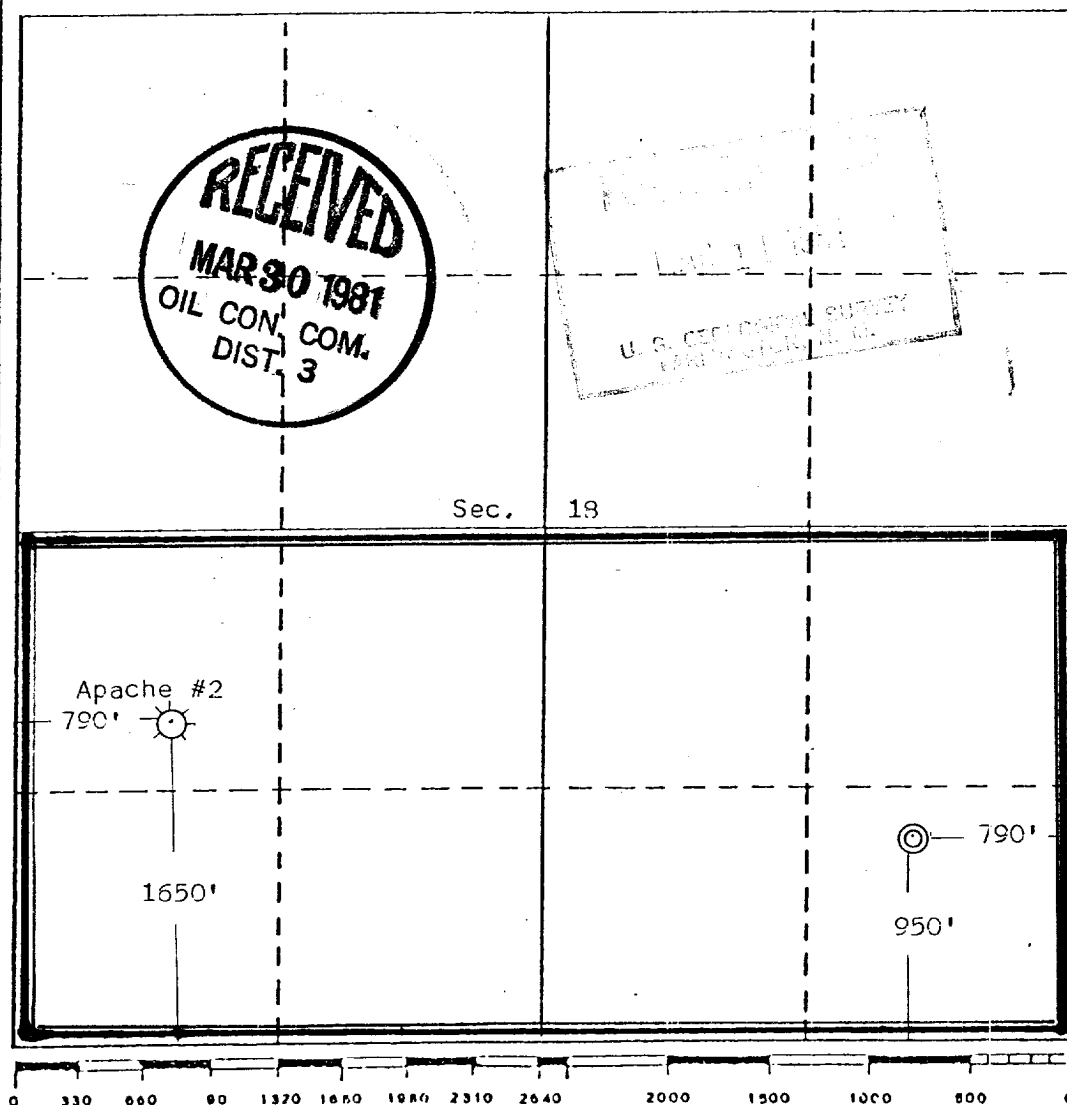 RECEIVED
MAR 30 1981
OIL CON. COM.
DIST. 3
U. S. GEOLOGICAL SURVEY
Sec. 18
Apache #2
790'
790'
1650'
950'
0 330 660 90 1320 1650 1980 2310 2640 2000 1500 1000 500